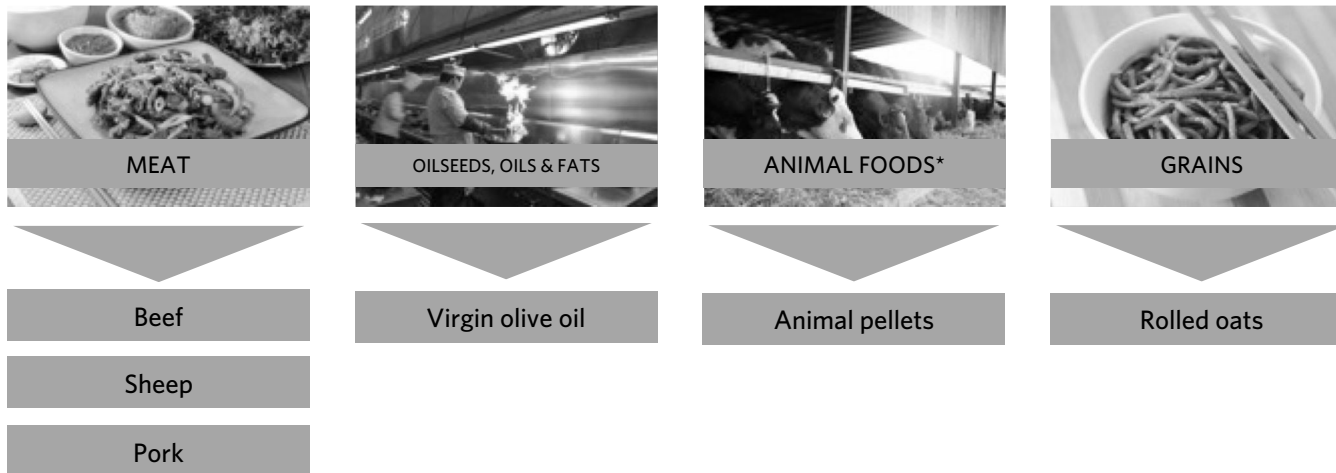 MEAT
OILSEEDS, OILS & FATS
ANIMAL FOODS*
GRAINS
Beef
Virgin olive oil
Animal pellets
Rolled oats
Sheep
Pork